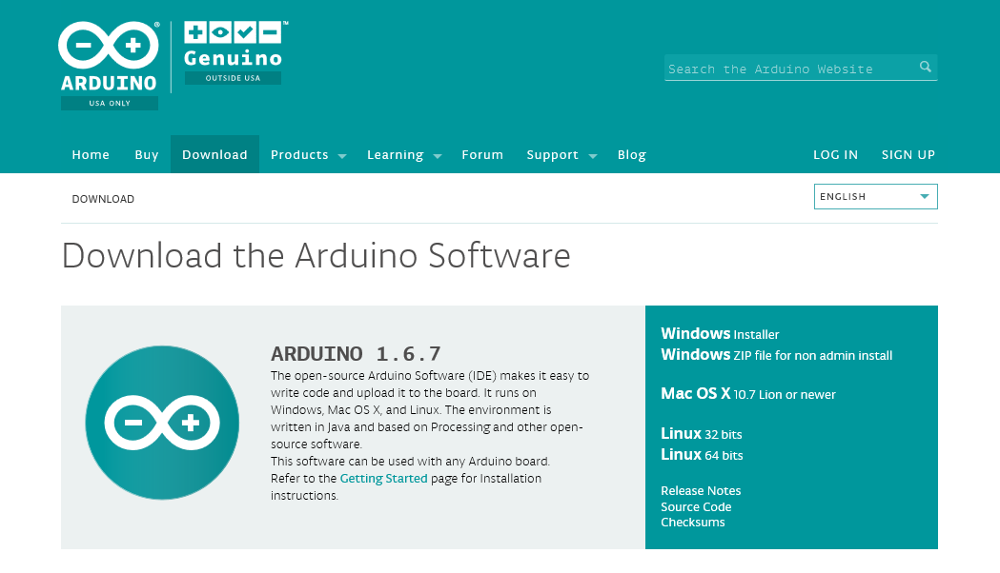 ARDUINO
USA ONLY
Genuino
OUTSIDE USA
Search the Arduino Website
Home Buy Download Products Learning Forum Support Blog LOG IN SIGN UP
DOWNLOAD
ENGLISH
Download the Arduino Software
ARDUINO 1.6.7
The open-source Arduino Software (IDE) makes it easy to
write code and upload it to the board. It runs on
Windows, Mac OS X, and Linux. The environment is
written in Java and based on Processing and other open-
source software.
This software can be used with any Arduino board.
Refer to the Getting Started page for Installation
instructions.
Windows Installer
Windows ZIP file for non admin install
Mac OS X 10.7 Lion or newer
Linux 32 bits
Linux 64 bits
Release Notes
Source Code
Checksums